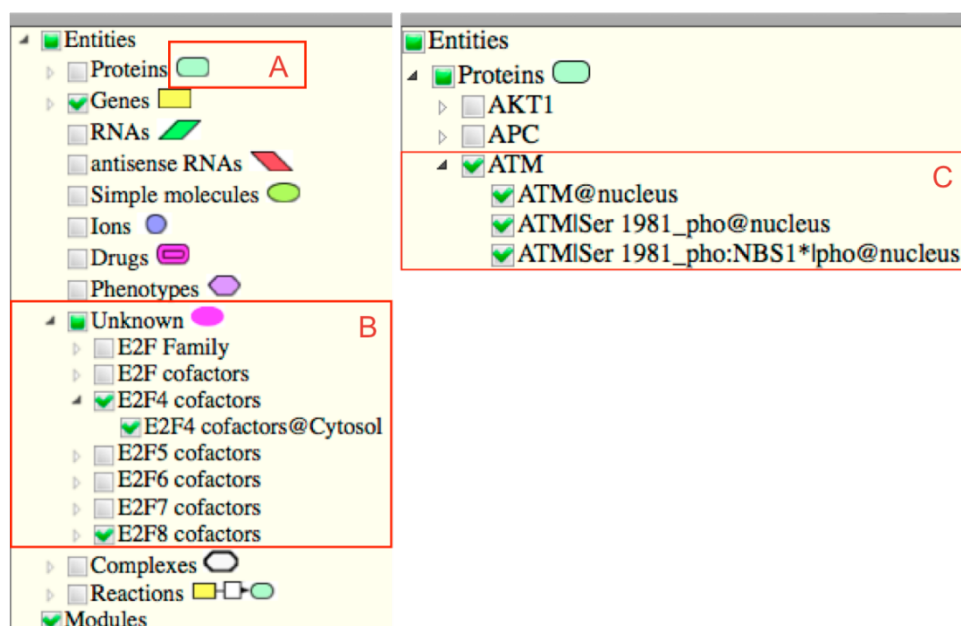 Entities
Proteins A
Genes
RNAs
antisense RNAs
Simple molecules
Ions
Drugs
Phenotypes
Unknown B
E2F Family
E2F cofactors
E2F4 cofactors
E2F4 cofactors@Cytosol
E2F5 cofactors
E2F6 cofactors
E2F7 cofactors
E2F8 cofactors
Complexes
Reactions
Modules
Entities
Proteins
AKT1
APC
ATM C
ATM@nucleus
ATM|Ser 1981_pho@nucleus
ATM|Ser 1981_pho:NBS1*|pho@nucleus